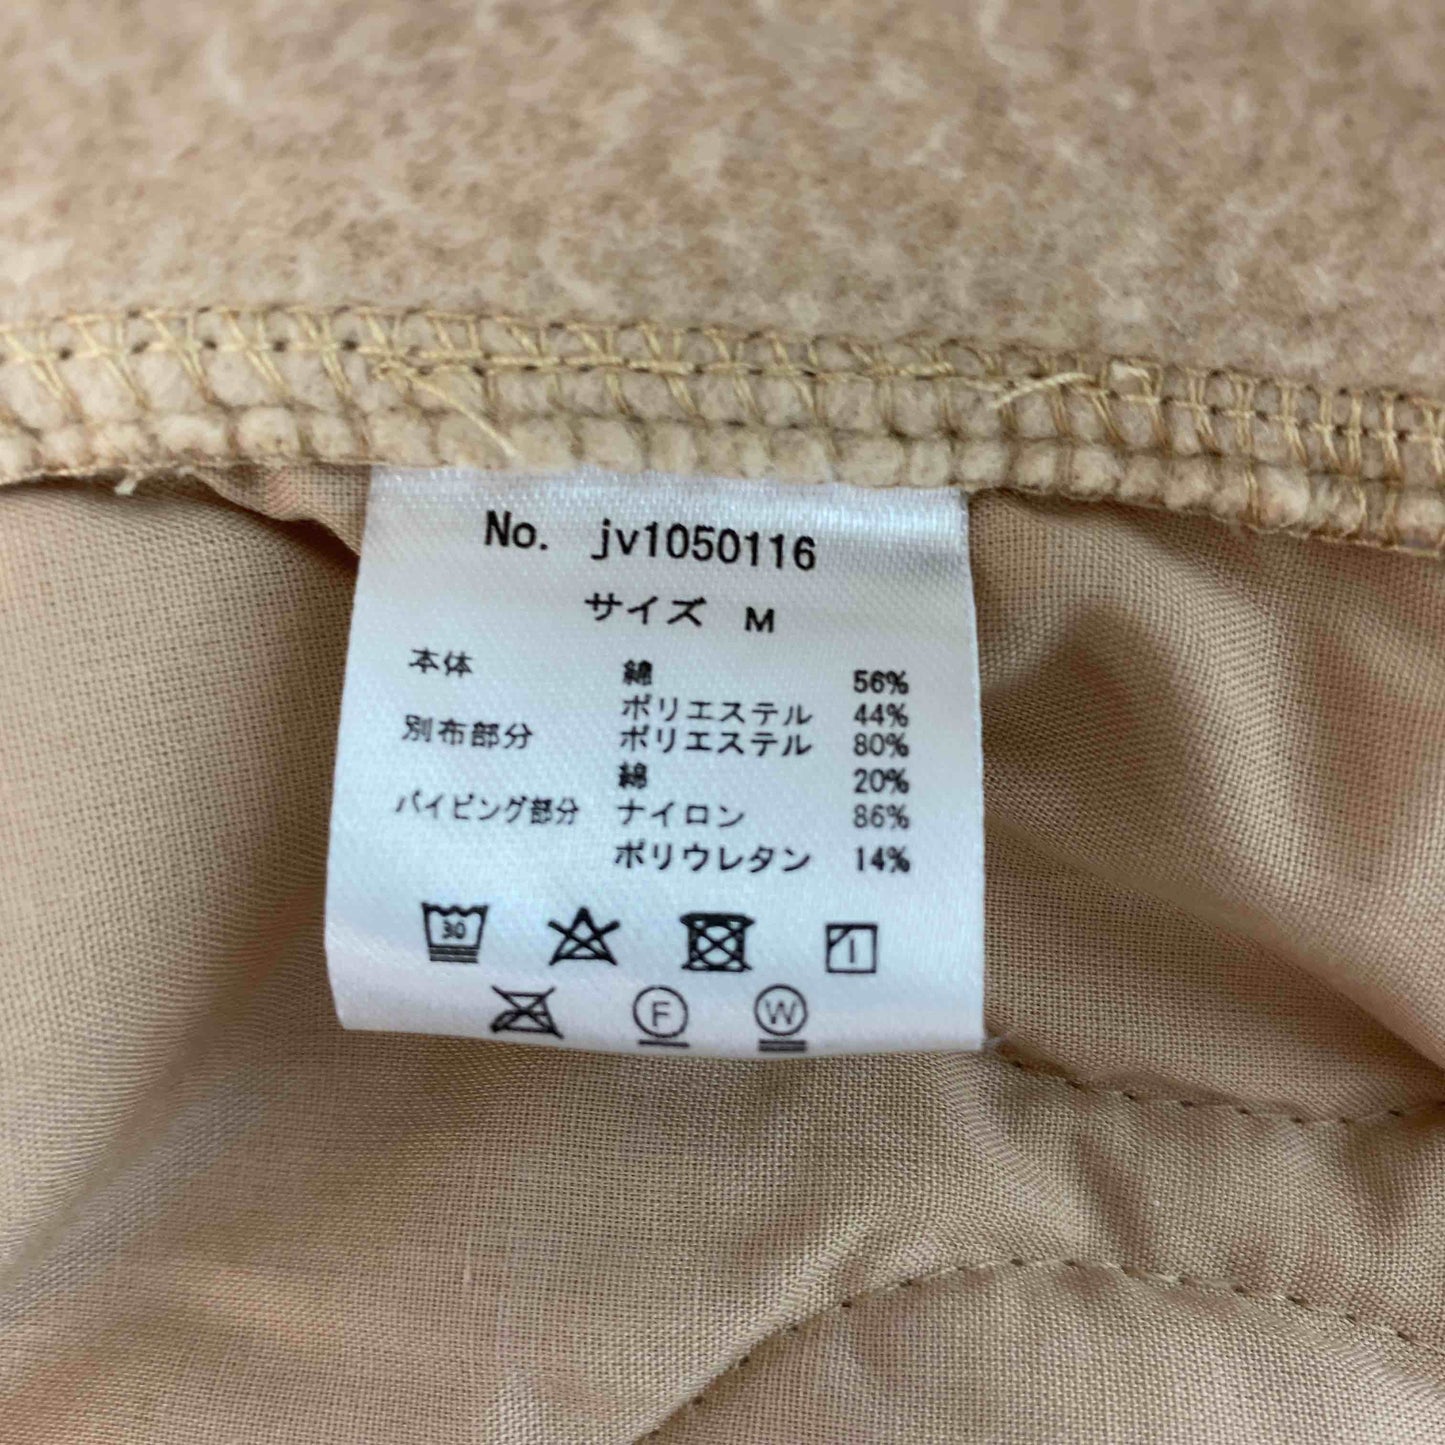 No. jv1050116
サイズ M
本体 綿 56%
ポリエステル 44%
別布部分 ポリエステル 80%
綿 20%
パイピング部分 ナイロン 86%
ポリウレタン 14%
30
F W